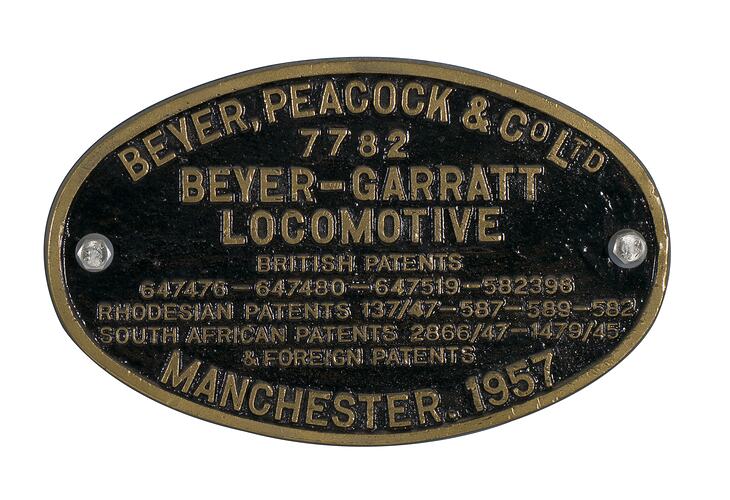 BEYER, PEACOCK & CO LTD
7782
BEYER-GARRATT
LOCOMOTIVE
BRITISH PATENTS
647476-647480-647519-582396
RHODESIAN PATENTS 137/47-587-589-582
SOUTH AFRICAN PATENTS 2866/47-1479/45
& FOREIGN PATENTS
MANCHESTER. 1957